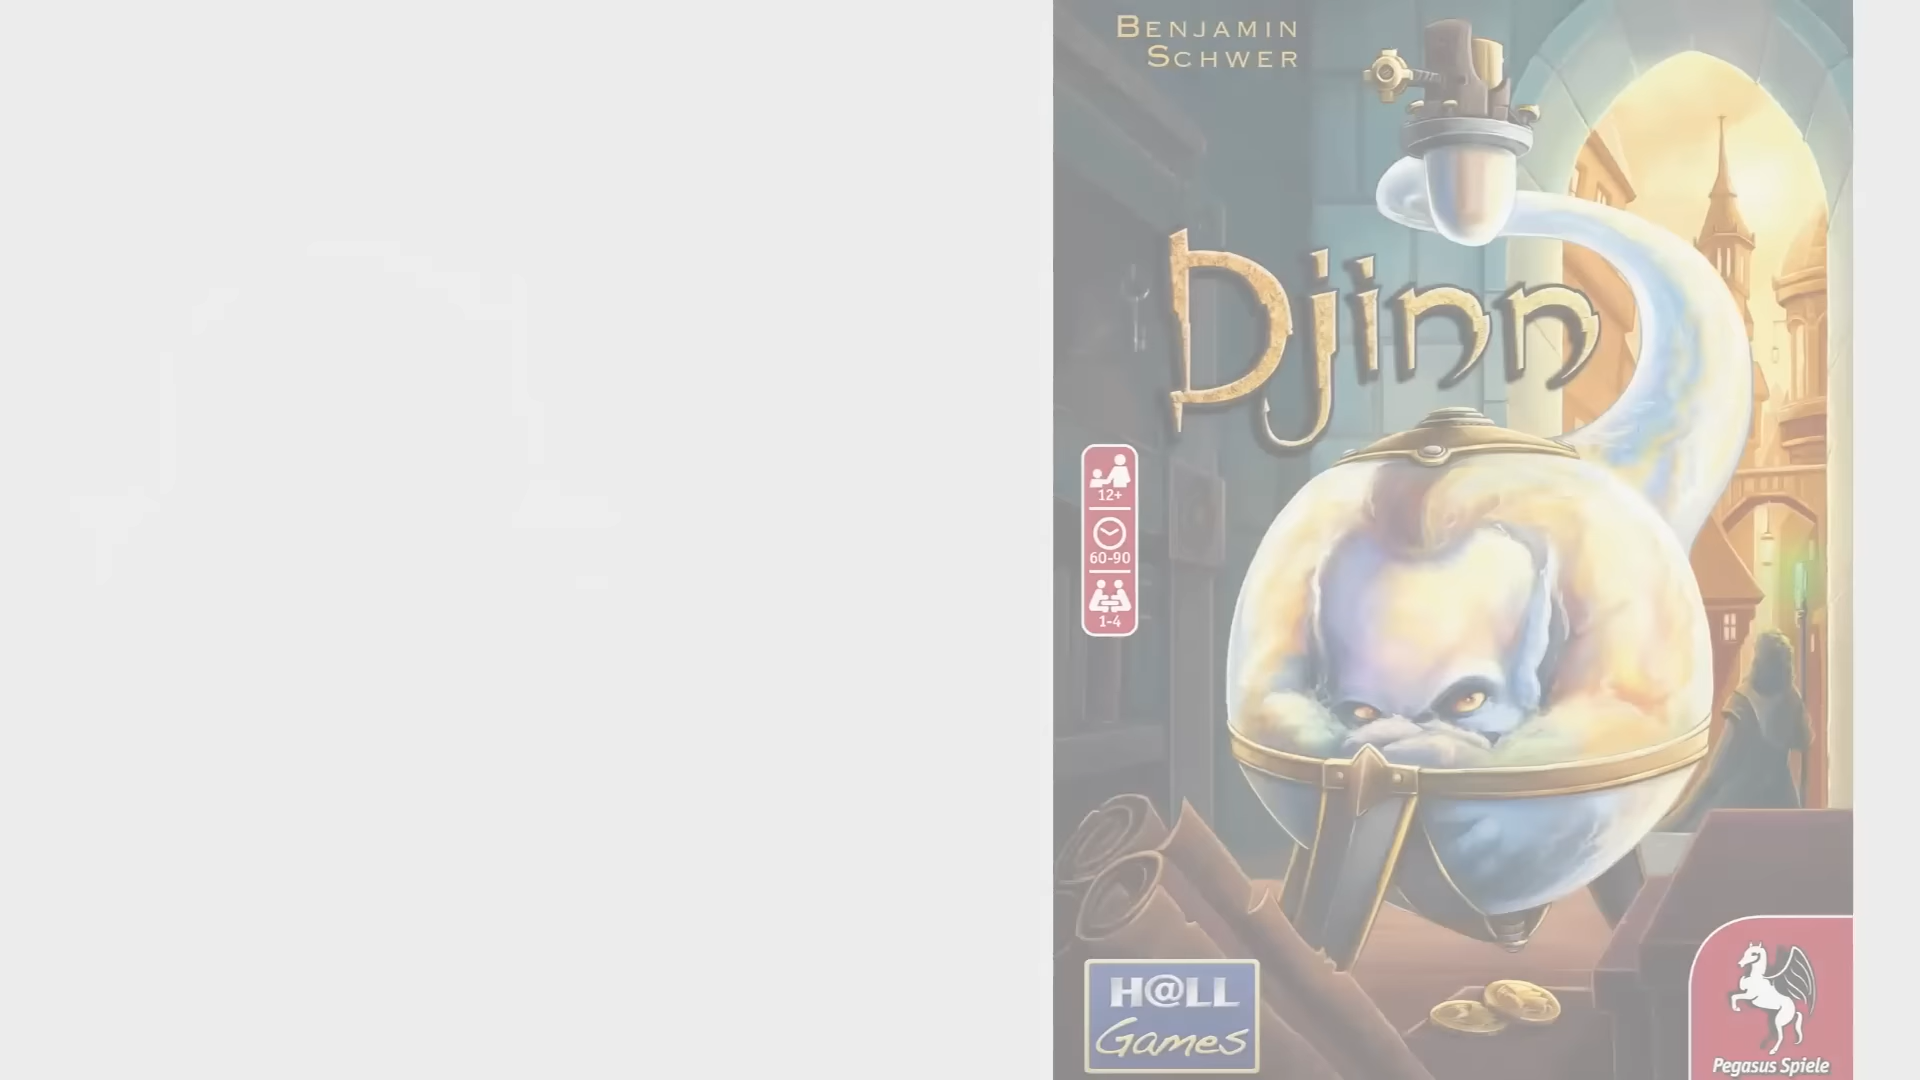 BENJAMIN
SCHWER
Djinn
12+
60-90
1-4
H@LL
Games
Pegasus Spiele